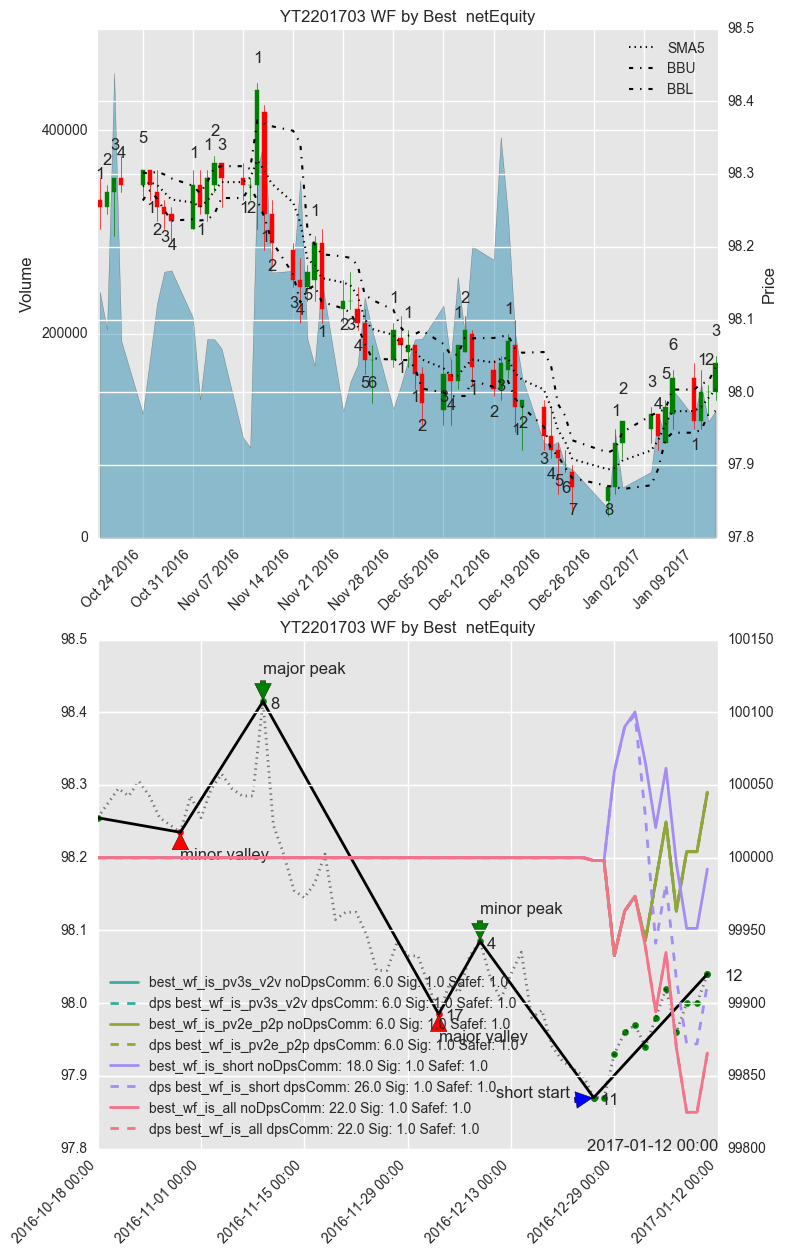 YT2201703 WF by Best netEquity
98.5
SMA5
BBU
BBL
400000
98.4
98.3
98.2
200000
98.1
98.0
97.9
0
97.8
Volume
Price
Oct 24 2016
Oct 31 2016
Nov 07 2016
Nov 14 2016
Nov 21 2016
Nov 28 2016
Dec 05 2016
Dec 12 2016
Dec 19 2016
Dec 26 2016
Jan 02 2017
Jan 09 2017
YT2201703 WF by Best netEquity
98.5
100150
major peak
8
98.4
100100
98.3
100050
98.2
100000
minor valley
minor peak
98.1
99950
4
12
best_wf_is_pv3s_v2v noDpsComm: 6.0 Sig: 1.0 Safef: 1.0
98.0
99900
dps best_wf_is_pv3s_v2v dpsComm: 6.0 Sig: 1.0 Safef: 1.0
17
best_wf_is_pv2e_p2p noDpsComm: 6.0 Sig: 1.0 Safef: 1.0
major valley
dps best_wf_is_pv2e_p2p dpsComm: 6.0 Sig: 1.0 Safef: 1.0
97.9
99850
best_wf_is_short noDpsComm: 18.0 Sig: 1.0 Safef: 1.0
dps best_wf_is_short dpsComm: 26.0 Sig: 1.0 Safef: 1.0
short start
11
best_wf_is_all noDpsComm: 22.0 Sig: 1.0 Safef: 1.0
dps best_wf_is_all dpsComm: 22.0 Sig: 1.0 Safef: 1.0
2017-01-12 00:00
97.8
99800
2016-10-18 00:00
2016-11-01 00:00
2016-11-15 00:00
2016-11-29 00:00
2016-12-13 00:00
2016-12-29 00:00
2017-01-12 00:00